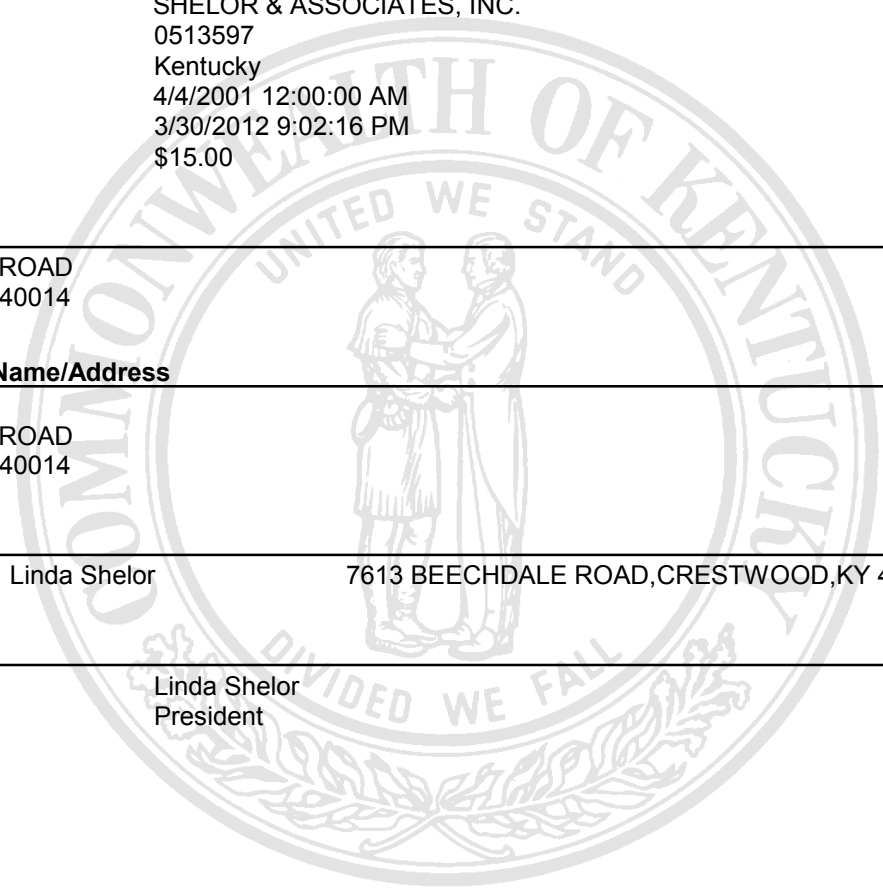 SHELOR & ASSOCIATES, INC.
0513597
Kentucky
4/4/2001 12:00:00 AM
3/30/2012 9:02:16 PM
$15.00
ROAD
40014
Name/Address
ROAD
40014
Linda Shelor 7613 BEECHDALE ROAD,CRESTWOOD,KY 4
Linda Shelor
President
COMMONWEALTH OF KENTUCKY
UNITED WE STAND
DIVIDED WE FALL